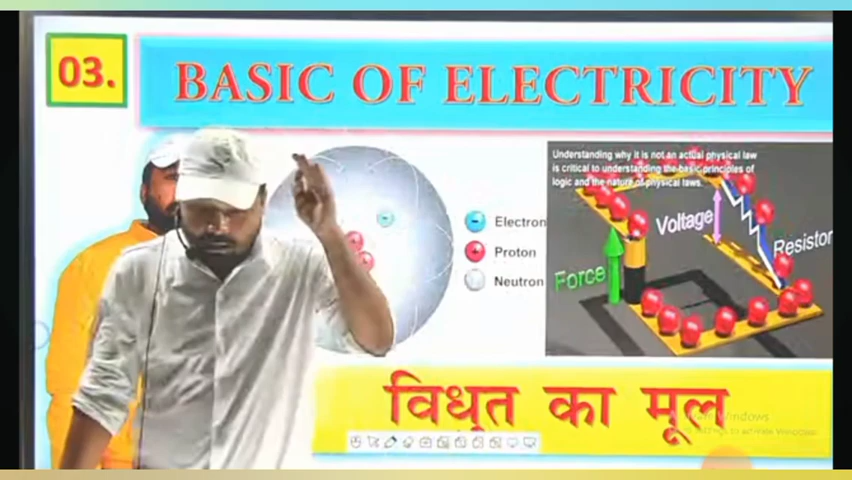 03.
BASIC OF ELECTRICITY
Understanding why it is not an actual physical law
is critical to understanding the basic principles of
logic and the nature of physical laws.
Electron
Proton
Neutron
Voltage
Resistor
Force
विधुत का मूल
Windows